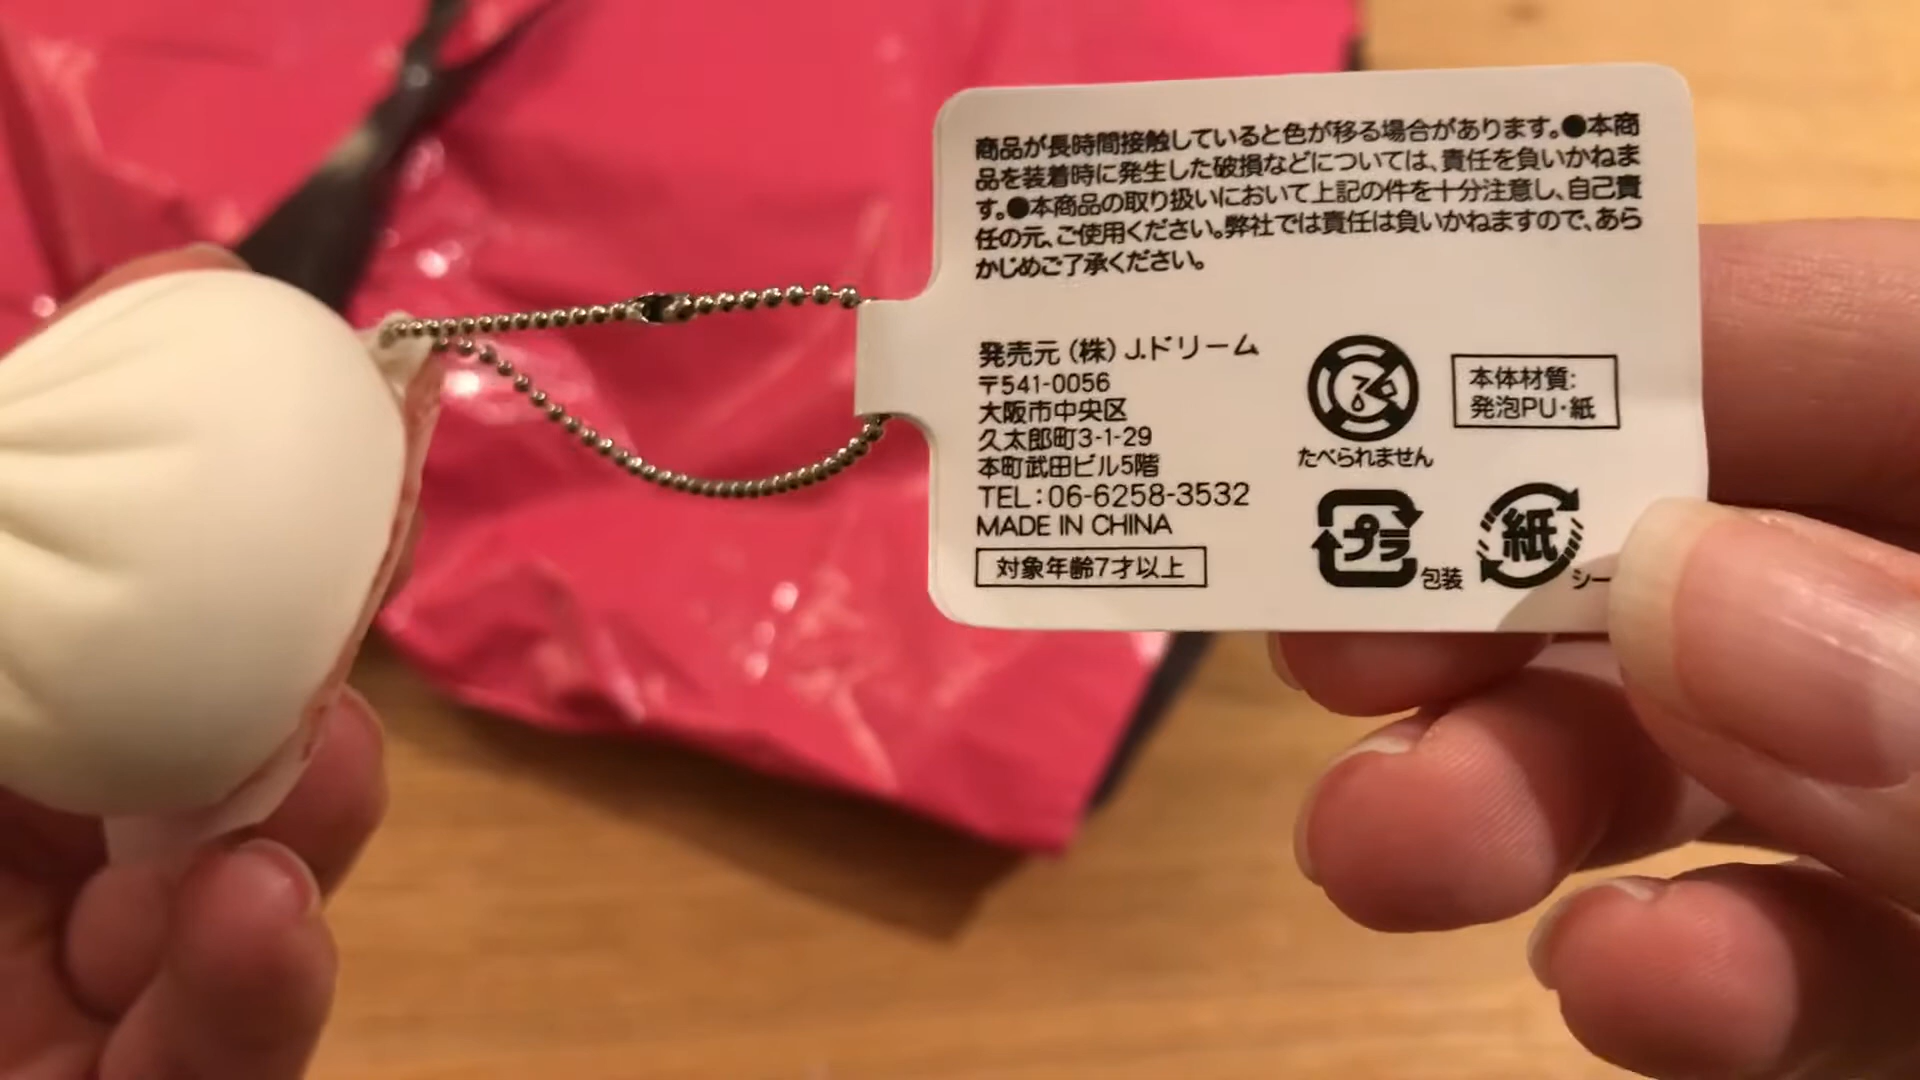 商品が長時間接触していると色が移る場合があります。●本商
品を装着時に発生した破損などについては、責任を負いかねま
す。●本商品の取り扱いにおいて上記の件を十分注意し、自己責
任の元、ご使用ください。弊社では責任は負いかねますので、あら
かじめご了承ください。
発売元（株）J.ドリーム
〒541-0056
大阪市中央区
久太郎町3-1-29
本町武田ビル5階
TEL：06-6258-3532
MADE IN CHINA
対象年齢7才以上
たべられません
本体材質:
発泡PU・紙
プラ
包装
紙